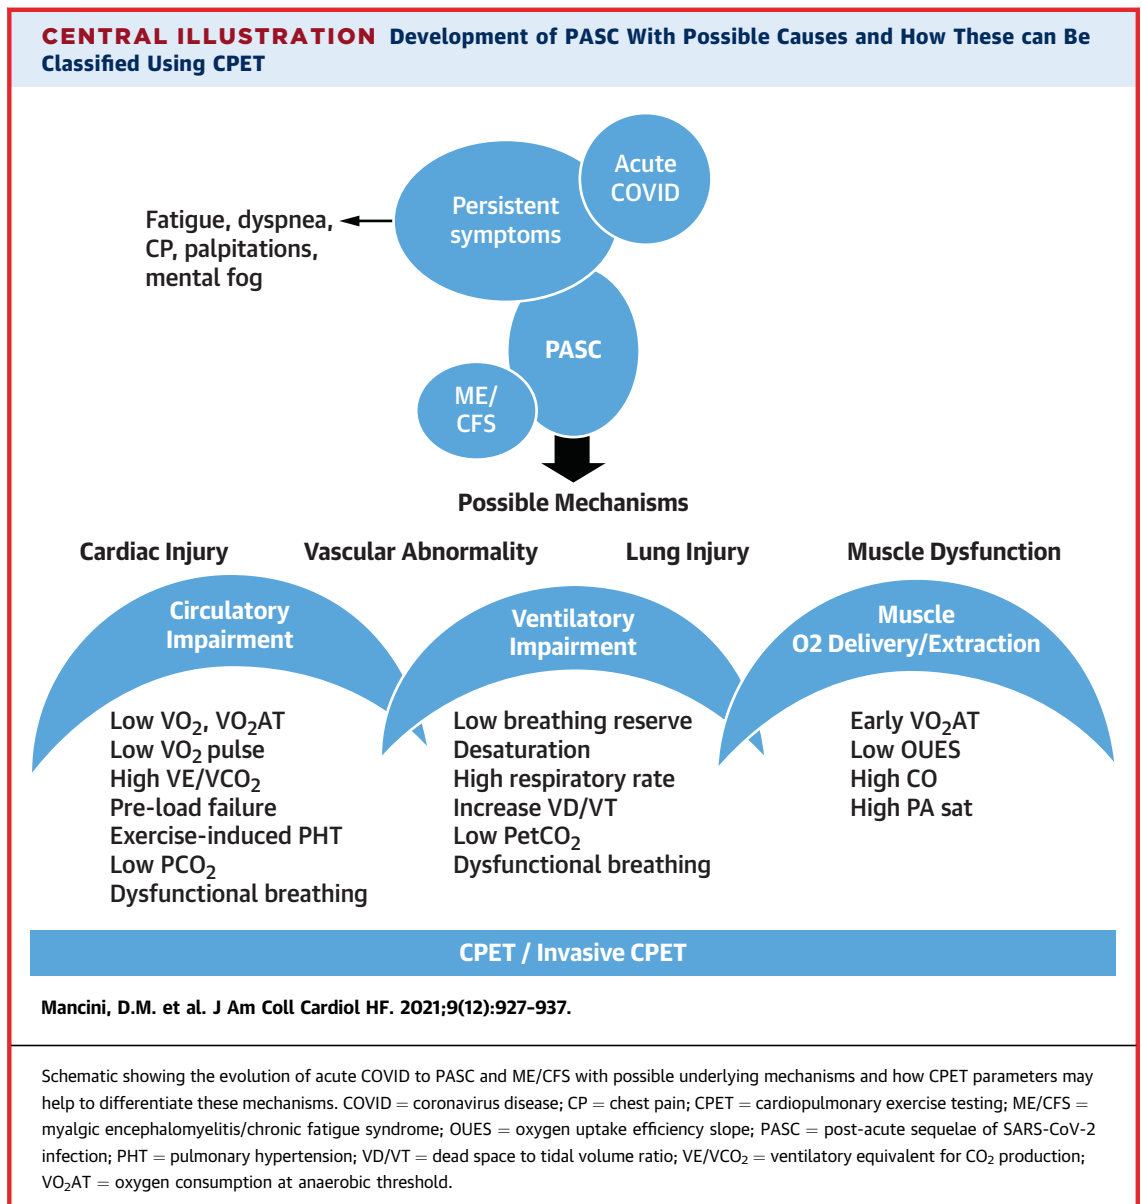 CENTRAL ILLUSTRATION Development of PASC With Possible Causes and How These can Be
Classified Using CPET
Acute
COVID
Persistent
symptoms
Fatigue, dyspnea,
CP, palpitations,
mental fog
PASC
ME/
CFS
Possible Mechanisms
Cardiac Injury
Vascular Abnormality
Lung Injury
Muscle Dysfunction
Circulatory
Impairment
Low VO₂, VO₂AT
Low VO₂ pulse
High VE/VCO₂
Pre-load failure
Exercise-induced PHT
Low PCO₂
Dysfunctional breathing
Ventilatory
Impairment
Low breathing reserve
Desaturation
High respiratory rate
Increase VD/VT
Low PetCO₂
Dysfunctional breathing
Muscle
O2 Delivery/Extraction
Early VO₂AT
Low OUES
High CO
High PA sat
CPET / Invasive CPET
Mancini, D.M. et al. J Am Coll Cardiol HF. 2021;9(12):927–937.
Schematic showing the evolution of acute COVID to PASC and ME/CFS with possible underlying mechanisms and how CPET parameters may
help to differentiate these mechanisms. COVID = coronavirus disease; CP = chest pain; CPET = cardiopulmonary exercise testing; ME/CFS =
myalgic encephalomyelitis/chronic fatigue syndrome; OUES = oxygen uptake efficiency slope; PASC = post-acute sequelae of SARS-CoV-2
infection; PHT = pulmonary hypertension; VD/VT = dead space to tidal volume ratio; VE/VCO₂ = ventilatory equivalent for CO₂ production;
VO₂AT = oxygen consumption at anaerobic threshold.